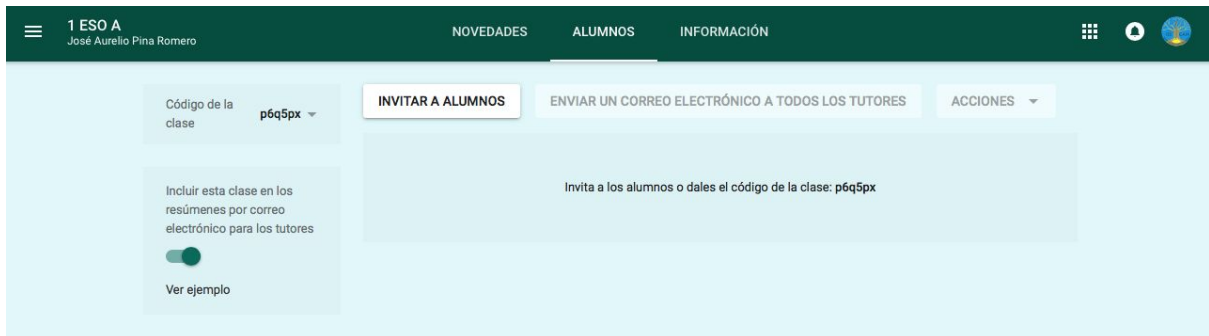 1 ESO A
José Aurelio Pina Romero
NOVEDADES
ALUMNOS
INFORMACIÓN
Código de la
clase
p6q5px
INVITAR A ALUMNOS
ENVIAR UN CORREO ELECTRÓNICO A TODOS LOS TUTORES
ACCIONES
Invita a los alumnos o dales el código de la clase: p6q5px
Incluir esta clase en los
resúmenes por correo
electrónico para los tutores
Ver ejemplo